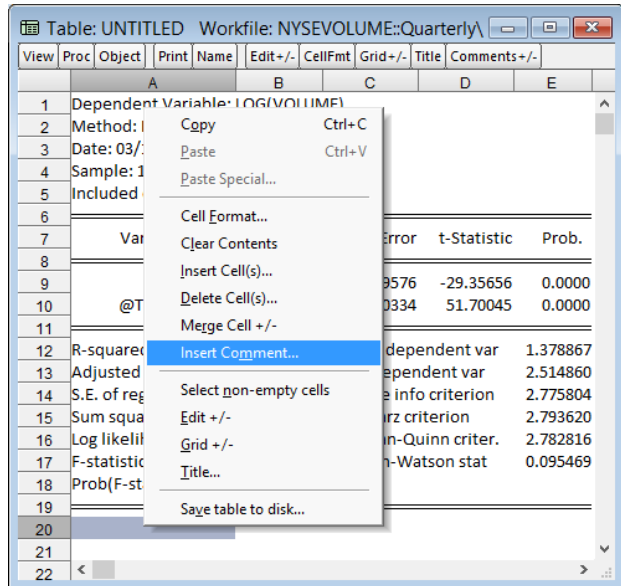 Table: UNTITLED Workfile: NYSEVOLUME::Quarterly\
View Proc Object Print Name Edit+/- CellFmt Grid+/- Title Comments+/-
A B C D E
1 Dependent Variable: LOG(VOLUME)
2 Method:
3 Date: 03/
4 Sample: 1
5 Included
6
7 Var Error t-Statistic Prob.
8
9 9576 -29.35656 0.0000
10 @T 0334 51.70045 0.0000
11
12 R-squared dependent var 1.378867
13 Adjusted ependent var 2.514860
14 S.E. of reg e info criterion 2.775804
15 Sum squa rz criterion 2.793620
16 Log likelih n-Quinn criter. 2.782816
17 F-statistic n-Watson stat 0.095469
18 Prob(F-st
19
20
21
22
Copy Ctrl+C
Paste Ctrl+V
Paste Special...
Cell Format...
Clear Contents
Insert Cell(s)...
Delete Cell(s)...
Merge Cell +/-
Insert Comment...
Select non-empty cells
Edit +/-
Grid +/-
Title...
Save table to disk...